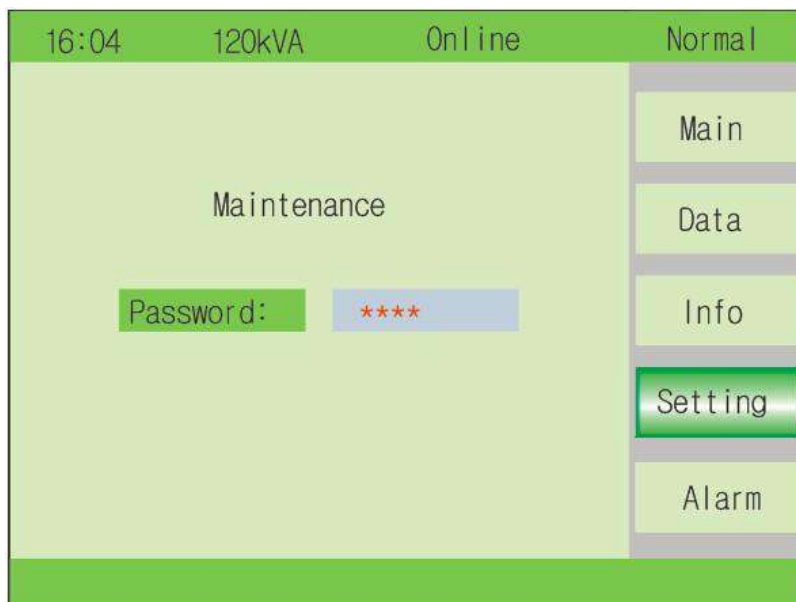 16:04 120kVA Online Normal
Main
Maintenance
Data
Password: ****
Info
Setting
Alarm